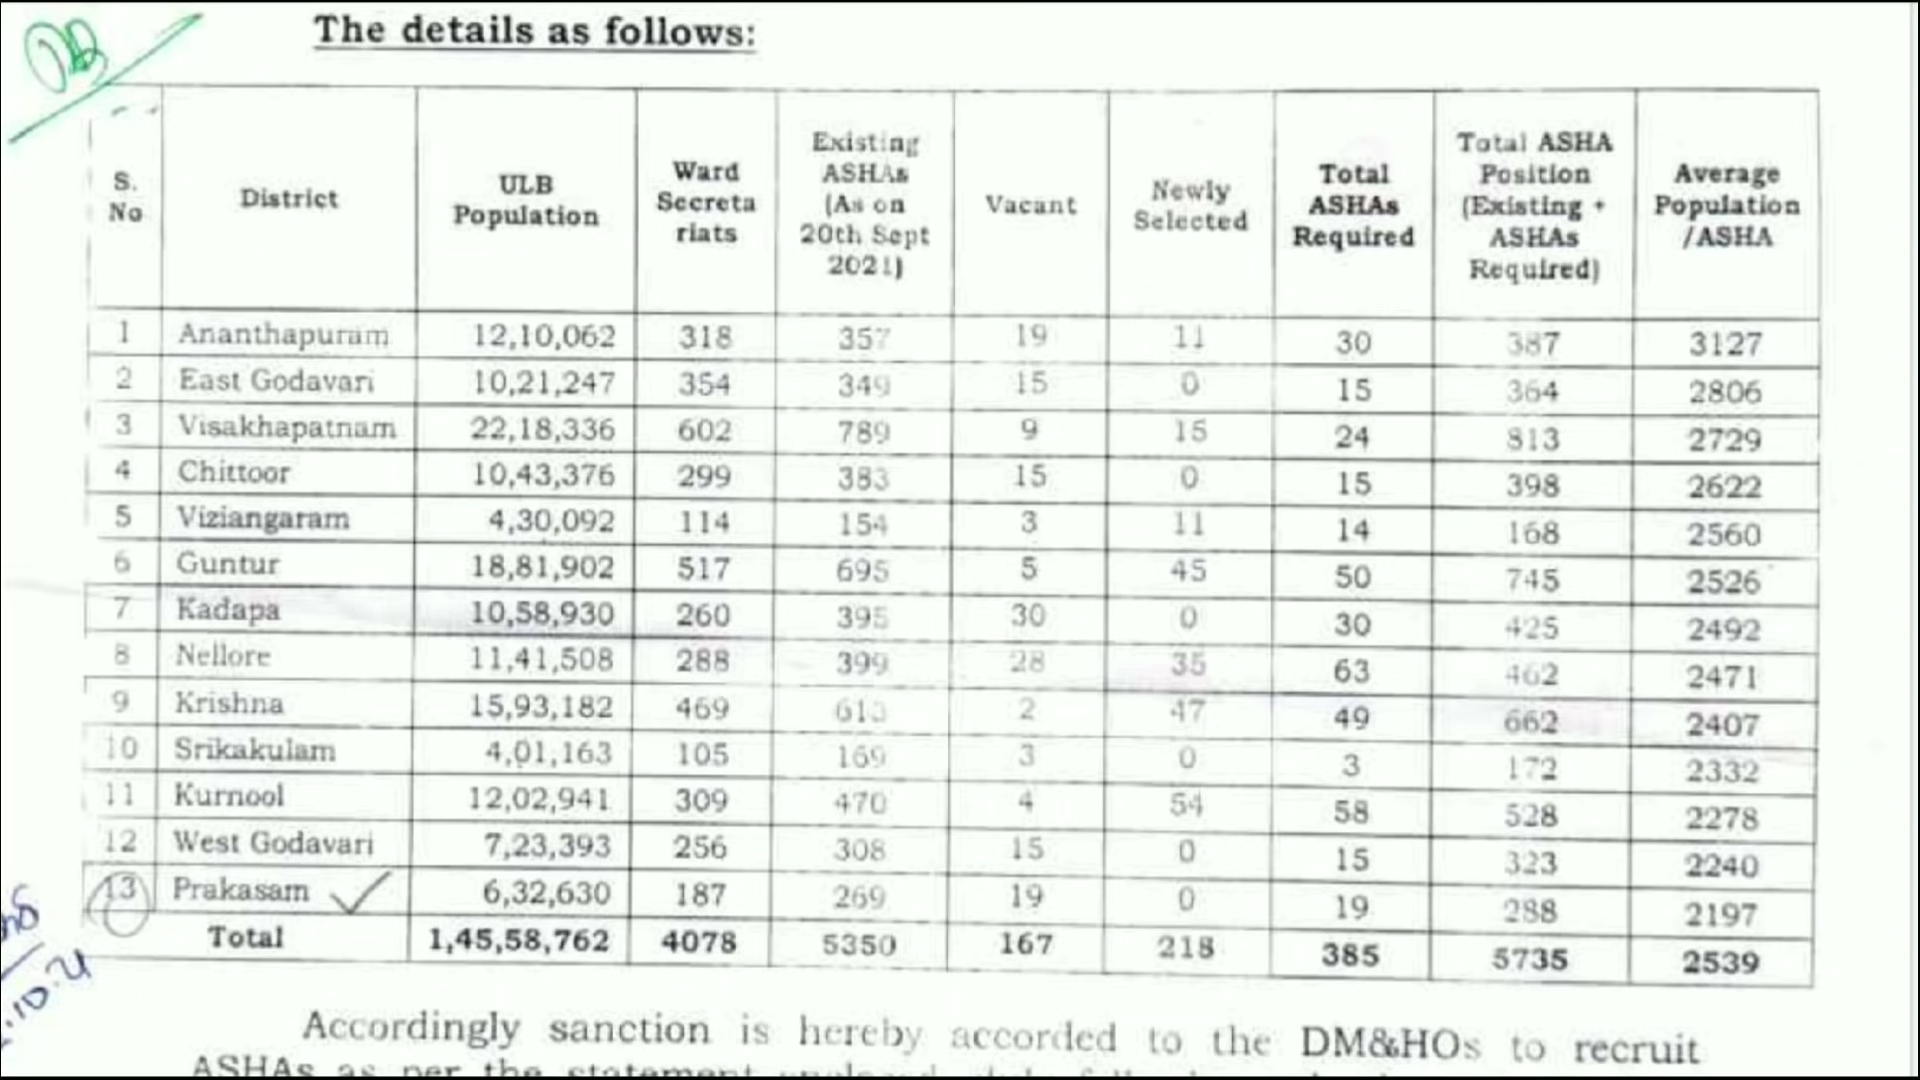 The details as follows:
S. No | District | ULB Population | Ward Secreta riats | Existing ASHAs (As on 20th Sept 2021) | Vacant | Newly Selected | Total ASHAs Required | Total ASHA Position (Existing + ASHAs Required) | Average Population /ASHA
1 | Ananthapuram | 12,10,062 | 318 | 357 | 19 | 11 | 30 | 387 | 3127
2 | East Godavari | 10,21,247 | 354 | 349 | 15 | 0 | 15 | 364 | 2806
3 | Visakhapatnam | 22,18,336 | 602 | 789 | 9 | 15 | 24 | 813 | 2729
4 | Chittoor | 10,43,376 | 299 | 383 | 15 | 0 | 15 | 398 | 2622
5 | Viziangaram | 4,30,092 | 114 | 154 | 3 | 11 | 14 | 168 | 2560
6 | Guntur | 18,81,902 | 517 | 695 | 5 | 45 | 50 | 745 | 2526
7 | Kadapa | 10,58,930 | 260 | 395 | 30 | 0 | 30 | 425 | 2492
8 | Nellore | 11,41,508 | 288 | 399 | 28 | 35 | 63 | 462 | 2471
9 | Krishna | 15,93,182 | 469 | 613 | 2 | 47 | 49 | 662 | 2407
10 | Srikakulam | 4,01,163 | 105 | 169 | 3 | 0 | 3 | 172 | 2332
11 | Kurnool | 12,02,941 | 309 | 470 | 4 | 54 | 58 | 528 | 2278
12 | West Godavari | 7,23,393 | 256 | 308 | 15 | 0 | 15 | 323 | 2240
13 | Prakasam | 6,32,630 | 187 | 269 | 19 | 0 | 19 | 288 | 2197
Total | 1,45,58,762 | 4078 | 5350 | 167 | 218 | 385 | 5735 | 2539
Accordingly sanction is hereby accorded to the DM&HOs to recruit
ASHAs as per the statement